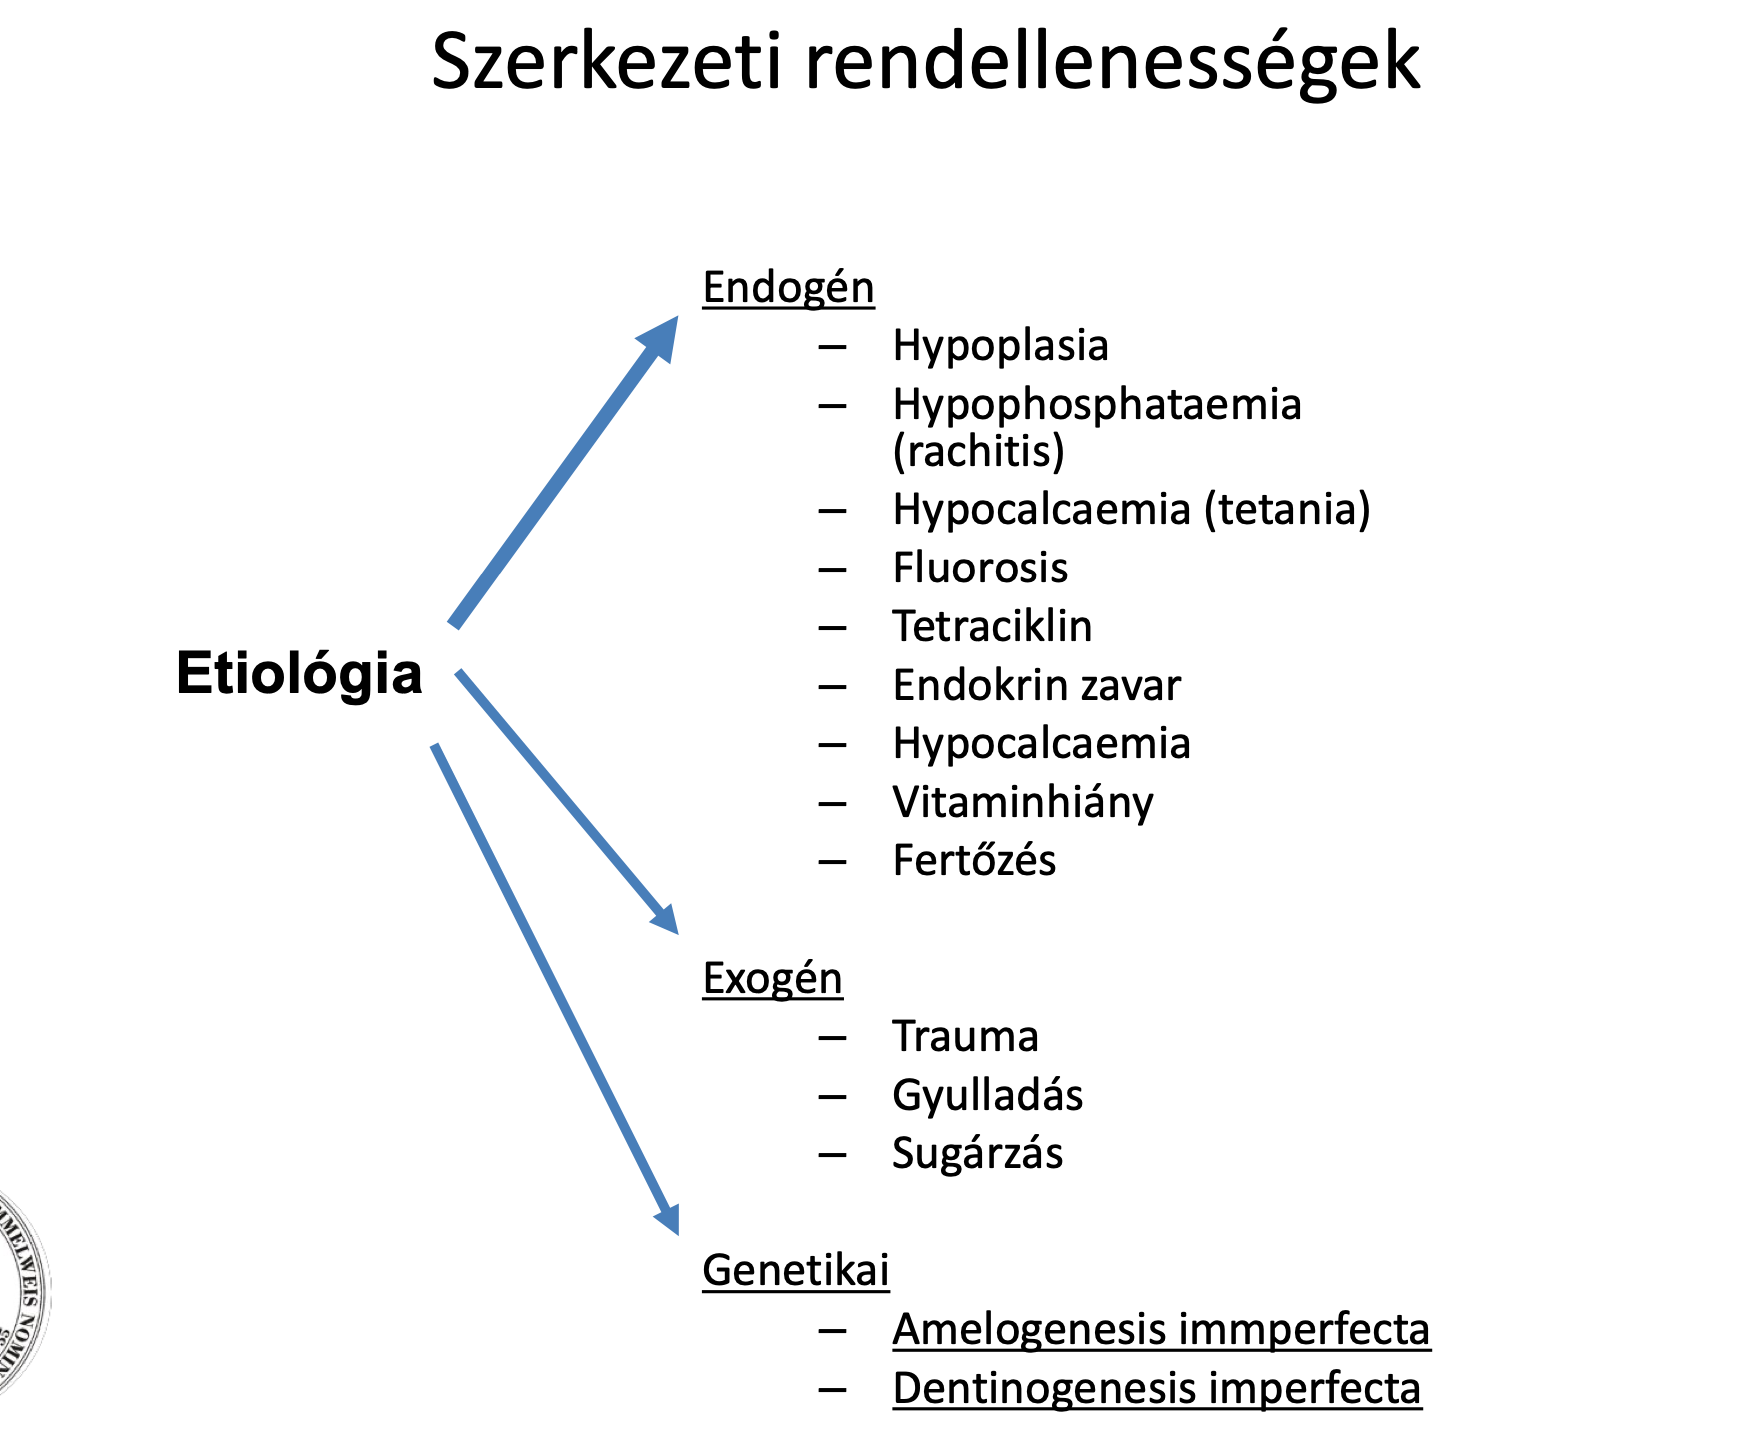 Szerkezeti rendellenességek
Endogén
– Hypoplasia
– Hypophosphataemia
(rachitis)
– Hypocalcaemia (tetania)
– Fluorosis
– Tetraciklin
– Endokrin zavar
– Hypocalcaemia
– Vitaminhiány
– Fertőzés
Etiológia
Exogén
– Trauma
– Gyulladás
– Sugárzás
Genetikai
– Amelogenesis immperfecta
– Dentinogenesis imperfecta